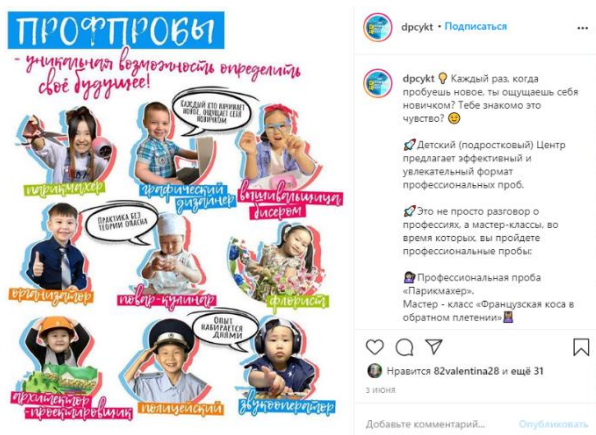 ПРОФПРОБЫ
- уникальная возможность определить
своё будущее!
КАЖДЫЙ КТО НАЧИНАЕТ
НОВОЕ, ОЩУЩАЕТ СЕБЯ
НОВИЧКОМ
парикмахер
графический
дизайнер
вышивальщица
бисером
ПРАКТИКА БЕЗ
ТЕОРИИ ОПАСНА
организатор
повар-кулинар
флорист
ОПЫТ
НАБИРАЕТСЯ
ДНЯМИ
архитектор
-проектировщик
полицейский
звукооператор
dpcykt • Подписаться
dpcykt 💡 Каждый раз, когда
пробуешь новое, ты ощущаешь себя
новичком? Тебе знакомо это
чувство? 😉
🚀Детский (подростковый) Центр
предлагает эффективный и
увлекательный формат
профессиональных проб.
🚀Это не просто разговор о
профессиях, а мастер-классы, во
время которых, вы пройдете
профессиональные пробы:
💇🏻‍♀️Профессиональная проба
«Парикмахер».
Мастер - класс «Французская коса в
обратном плетении»💆🏽‍♀️
Нравится 82valentina28 и ещё 31
3 ИЮНЯ
Добавьте комментарий...
Опубликовать